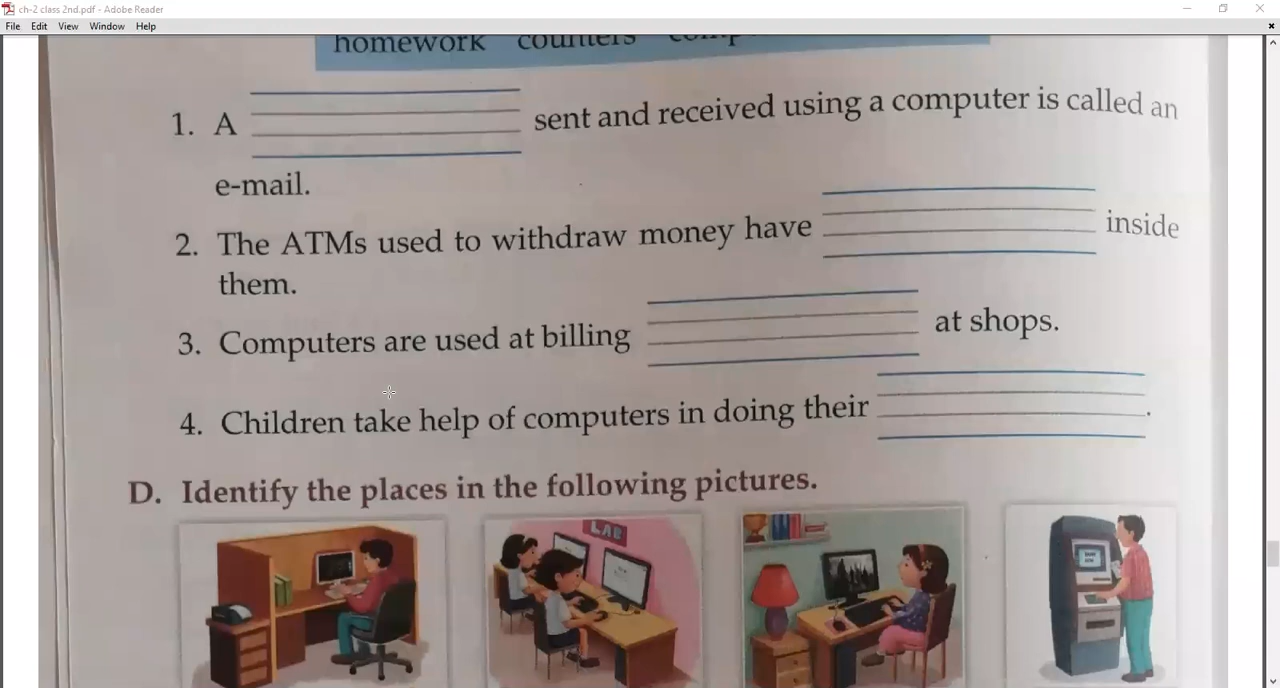 ch-2 class 2nd.pdf - Adobe Reader
File Edit View Window Help
homework counters
1. A sent and received using a computer is called an
e-mail.
2. The ATMs used to withdraw money have inside
them.
3. Computers are used at billing at shops.
4. Children take help of computers in doing their .
D. Identify the places in the following pictures.
LAB